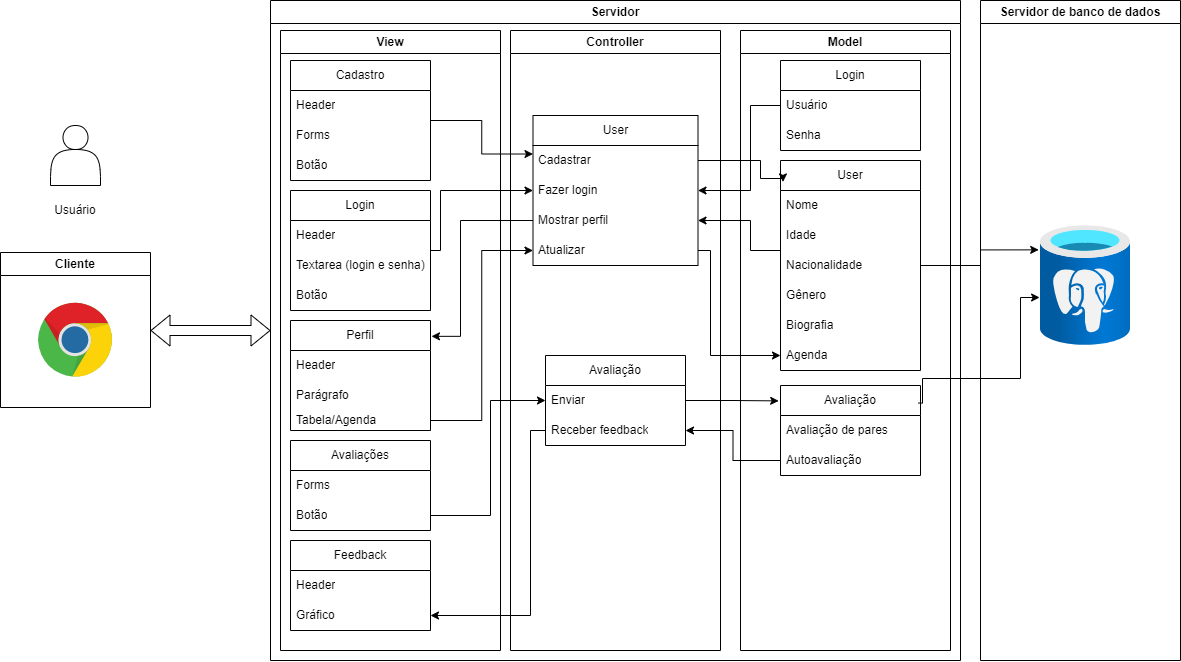 Servidor
Servidor de banco de dados
View
Controller
Model
Usuário
Cliente
Cadastro
Header
Forms
Botão
Login
Header
Textarea (login e senha)
Botão
Perfil
Header
Parágrafo
Tabela/Agenda
Avaliações
Forms
Botão
Feedback
Header
Gráfico
User
Cadastrar
Fazer login
Mostrar perfil
Atualizar
Avaliação
Enviar
Receber feedback
Login
Usuário
Senha
User
Nome
Idade
Nacionalidade
Gênero
Biografia
Agenda
Avaliação
Avaliação de pares
Autoavaliação